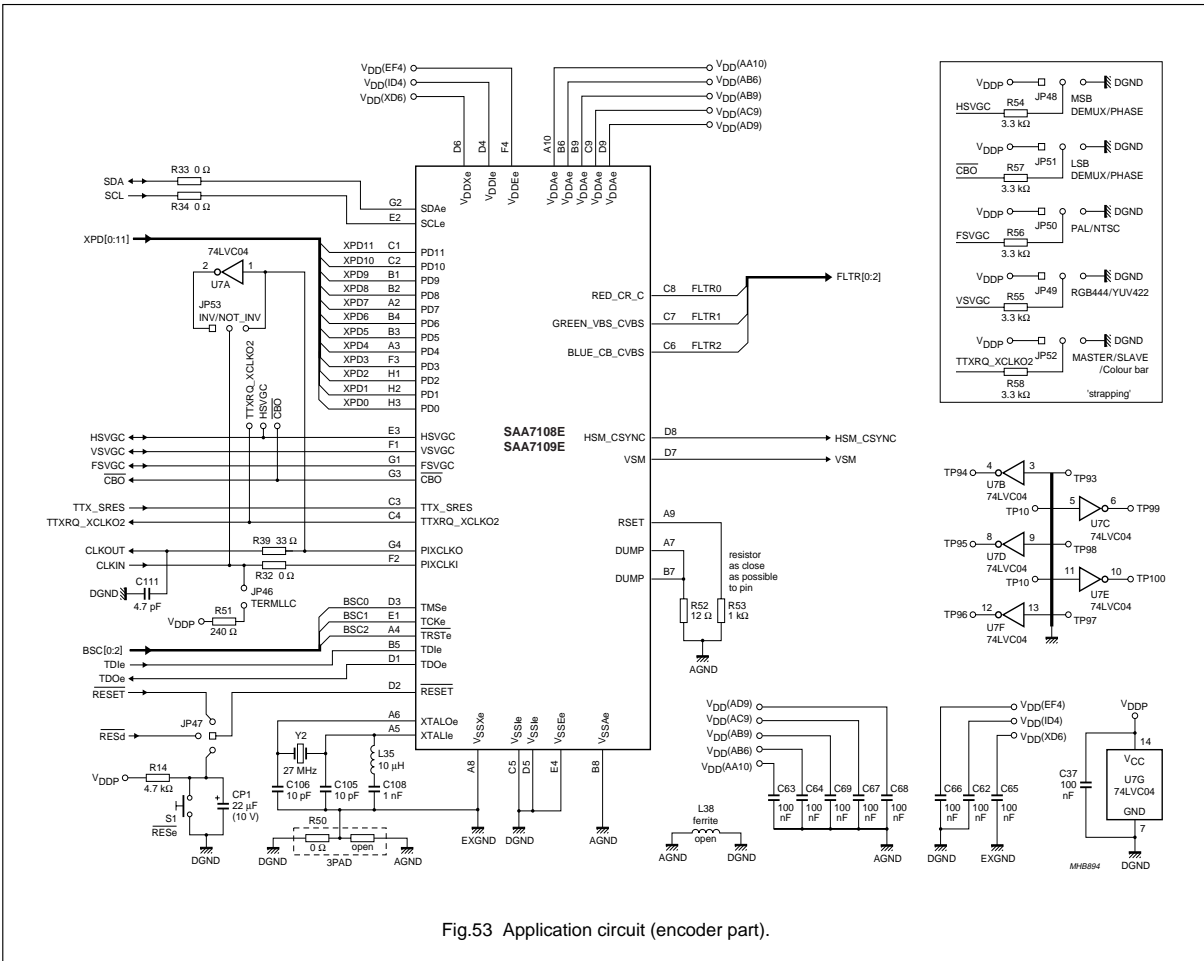 VDD(EF4)
VDD(ID4)
VDD(XD6)
VDD(AA10)
VDD(AB6)
VDD(AB9)
VDD(AC9)
VDD(AD9)
D6
D4
F4
A10
B6
B9
C9
D9
VDDXe
VDDIe
VDDEe
VDDAe
VDDAe
VDDAe
VDDAe
VDDAe
SDA
R33 0 Ω
SCL
R34 0 Ω
G2
SDAe
E2
SCLe
XPD[0:11]
74LVC04
2
1
U7A
JP53
INV/NOT_INV
XPD11 C1 PD11
XPD10 C2 PD10
XPD9 B1 PD9
XPD8 B2 PD8
XPD7 A2 PD7
XPD6 B4 PD6
XPD5 B3 PD5
XPD4 A3 PD4
XPD3 F3 PD3
XPD2 H1 PD2
XPD1 H2 PD1
XPD0 H3 PD0
TTXRQ_XCLKO2
HSVGC
CBO
HSVGC E3 HSVGC
VSVGC F1 VSVGC
FSVGC G1 FSVGC
CBO G3 CBO
TTX_SRES C3 TTX_SRES
TTXRQ_XCLKO2 C4 TTXRQ_XCLKO2
CLKOUT R39 33 Ω G4 PIXCLKO
CLKIN R32 0 Ω F2 PIXCLKI
C111
4.7 pF
DGND
JP46
TERMLLC
R51
240 Ω
VDDP
BSC[0:2]
BSC0 D3 TMSe
BSC1 E1 TCKe
BSC2 A4 TRSTe
TDIe B5 TDIe
TDOe D1 TDOe
RESET D2 RESET
JP47
RESd
A6 XTALOe
A5 XTALIe
Y2
27 MHz
L35
10 μH
C106
10 pF
C105
10 pF
C108
1 nF
VDDP
R14
4.7 kΩ
S1
RESe
CP1
22 μF
(10 V)
+
DGND
R50
0 Ω
open
3PAD
DGND
AGND
SAA7108E
SAA7109E
RED_CR_C C8 FLTR0
GREEN_VBS_CVBS C7 FLTR1
BLUE_CB_CVBS C6 FLTR2
FLTR[0:2]
HSM_CSYNC D8 HSM_CSYNC
VSM D7 VSM
RSET A9
DUMP A7
DUMP B7
resistor
as close
as possible
to pin
R52
12 Ω
R53
1 kΩ
AGND
VSSXe
VSSIe
VSSIe
VSSEe
VSSAe
A8
C5
D5
E4
B8
EXGND
DGND
AGND
VDDP
JP48
DGND
MSB
DEMUX/PHASE
HSVGC
R54
3.3 kΩ
VDDP
JP51
DGND
LSB
DEMUX/PHASE
CBO
R57
3.3 kΩ
VDDP
JP50
DGND
PAL/NTSC
FSVGC
R56
3.3 kΩ
VDDP
JP49
DGND
RGB444/YUV422
VSVGC
R55
3.3 kΩ
VDDP
JP52
DGND
MASTER/SLAVE
/Colour bar
TTXRQ_XCLKO2
R58
3.3 kΩ
'strapping'
TP94 4 3 TP93
U7B
74LVC04
TP10 5 6 TP99
U7C
74LVC04
TP95 8 9 TP98
U7D
74LVC04
TP10 11 10 TP100
U7E
74LVC04
TP96 12 13 TP97
U7F
74LVC04
L38
ferrite
open
AGND
DGND
VDD(AD9)
VDD(AC9)
VDD(AB9)
VDD(AB6)
VDD(AA10)
C63
100
nF
C64
100
nF
C69
100
nF
C67
100
nF
C68
100
nF
AGND
VDD(EF4)
VDD(ID4)
VDD(XD6)
C66
100
nF
C62
100
nF
C65
100
nF
DGND
EXGND
VDDP
14
C37
100
nF
VCC
U7G
74LVC04
GND
7
DGND
MHB894
Fig.53 Application circuit (encoder part).